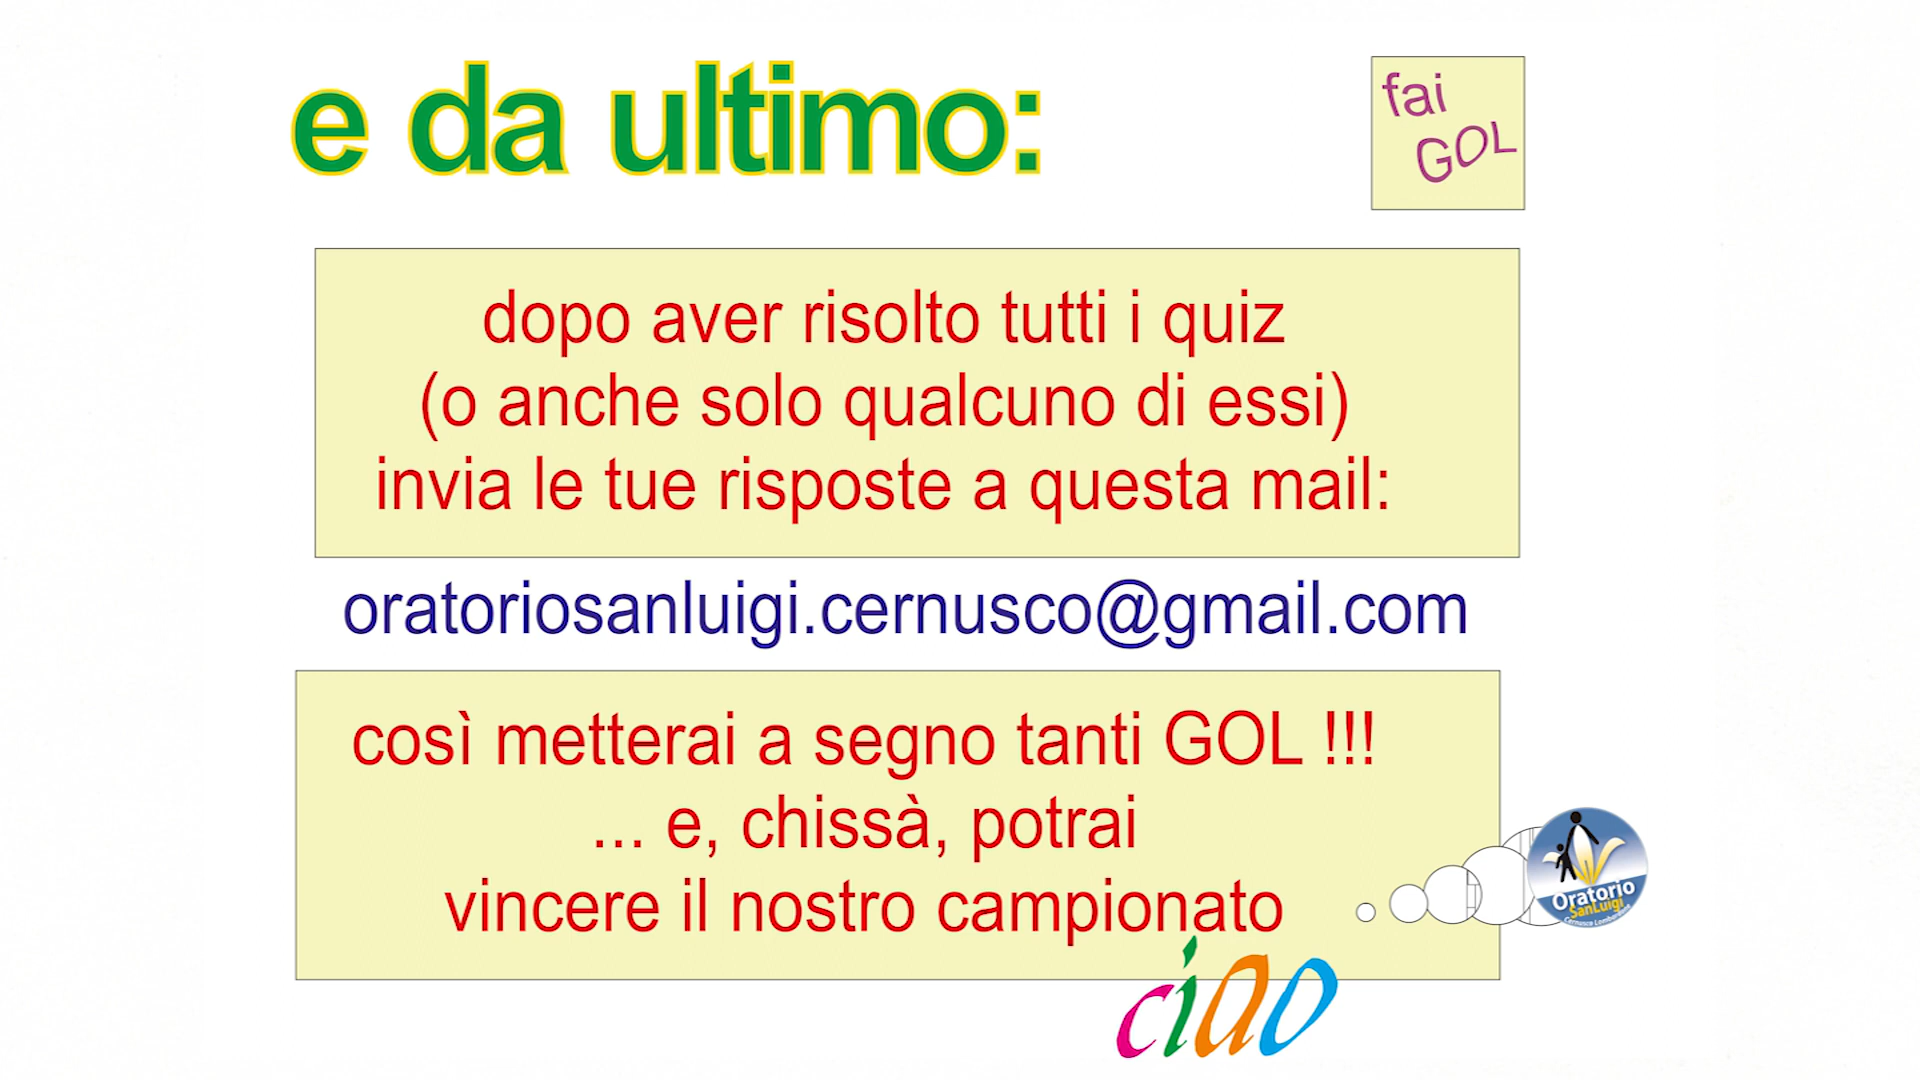 e da ultimo:
fai
GOL
dopo aver risolto tutti i quiz
(o anche solo qualcuno di essi)
invia le tue risposte a questa mail:
oratoriosanluigi.cernusco@gmail.com
così metterai a segno tanti GOL !!!
... e, chissà, potrai
vincere il nostro campionato
Oratorio
SanLuigi
Cernusco Lombardone
ciao